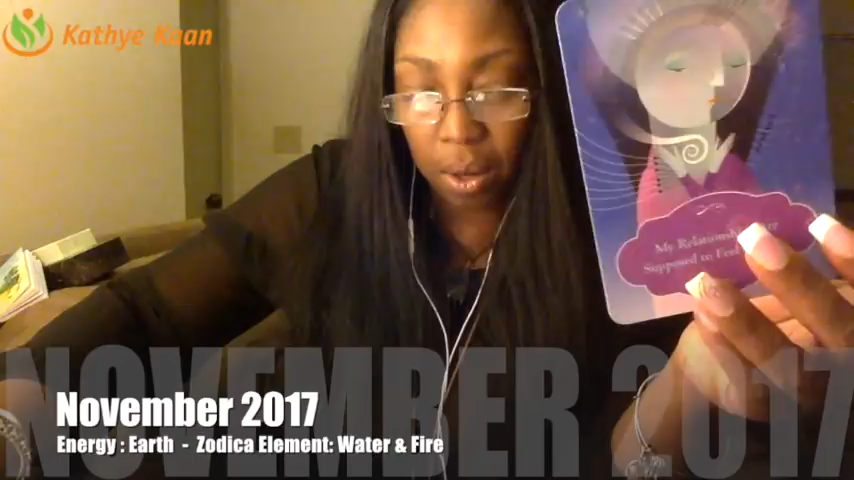 Kathye Kaan
My Relationship
Supposed to Feel
NOVEMBER 2017
November 2017
Energy : Earth - Zodica Element: Water & Fire